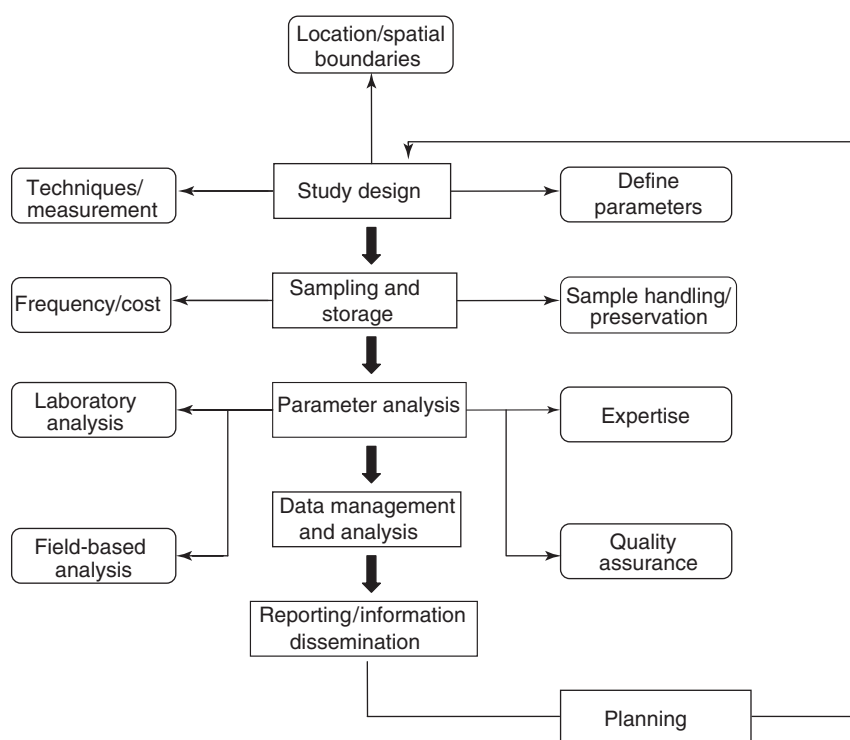 Location/spatial
boundaries
Techniques/
measurement
Study design
Define
parameters
Frequency/cost
Sampling and
storage
Sample handling/
preservation
Laboratory
analysis
Parameter analysis
Expertise
Data management
and analysis
Field-based
analysis
Quality
assurance
Reporting/information
dissemination
Planning